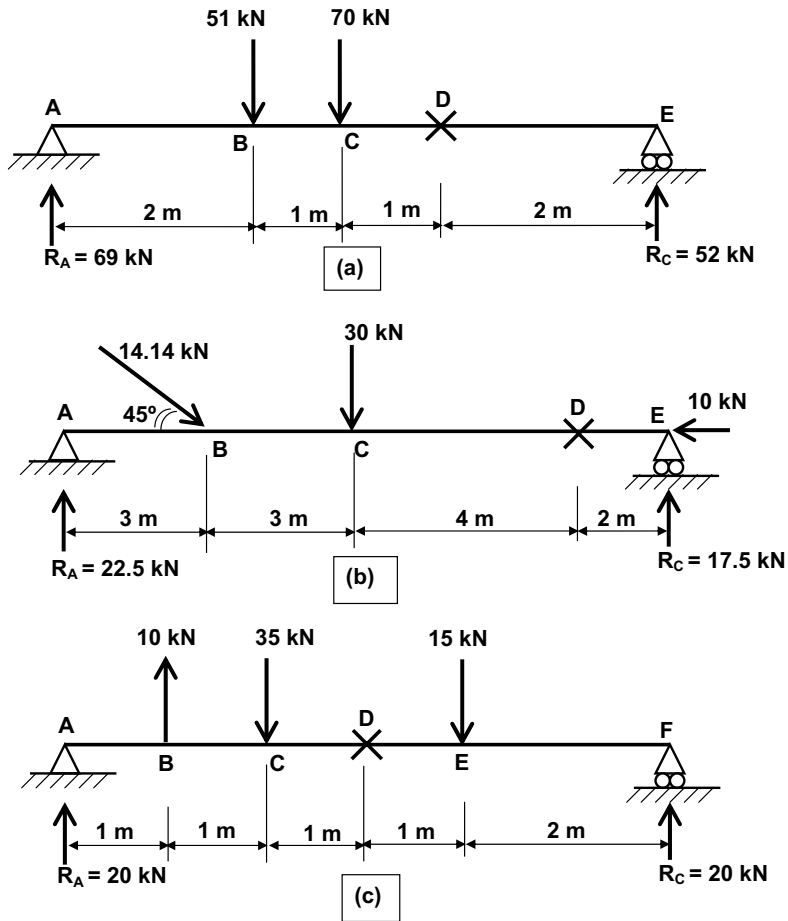 51 kN 70 kN
A D E
B C
2 m 1 m 1 m 2 m
R_A = 69 kN R_C = 52 kN
(a)
30 kN
14.14 kN
45º
A D E 10 kN
B C
3 m 3 m 4 m 2 m
R_A = 22.5 kN R_C = 17.5 kN
(b)
10 kN 35 kN 15 kN
A D F
B C E
1 m 1 m 1 m 1 m 2 m
R_A = 20 kN R_C = 20 kN
(c)